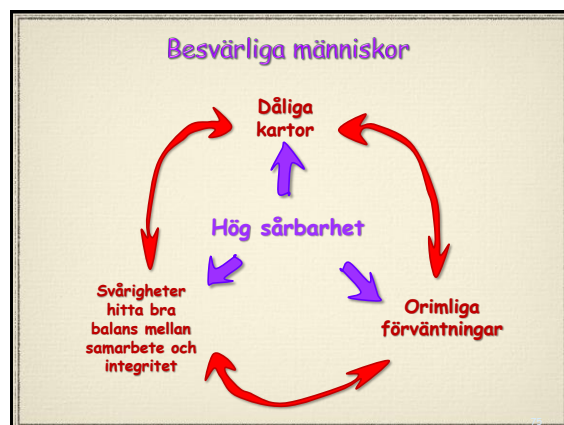 Besvärliga människor
Dåliga
kartor
Hög sårbarhet
Svårigheter
hitta bra
balans mellan
samarbete och
integritet
Orimliga
förväntningar